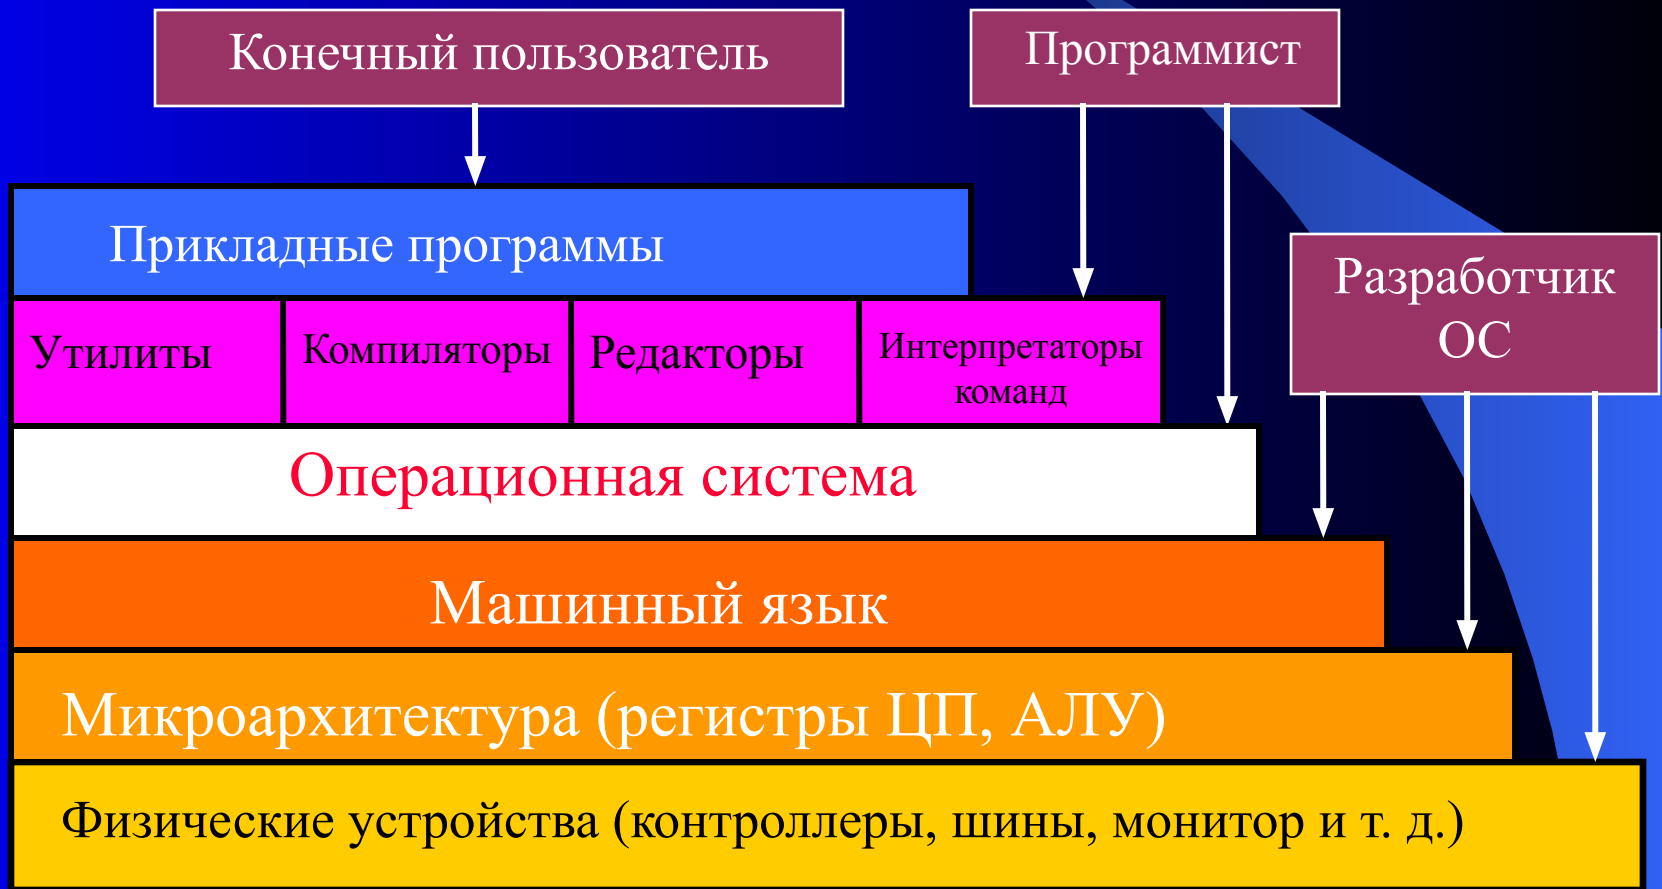 Конечный пользователь
Программист
Прикладные программы
Разработчик
ОС
Утилиты
Компиляторы
Редакторы
Интерпретаторы
команд
Операционная система
Машинный язык
Микроархитектура (регистры ЦП, АЛУ)
Физические устройства (контроллеры, шины, монитор и т. д.)